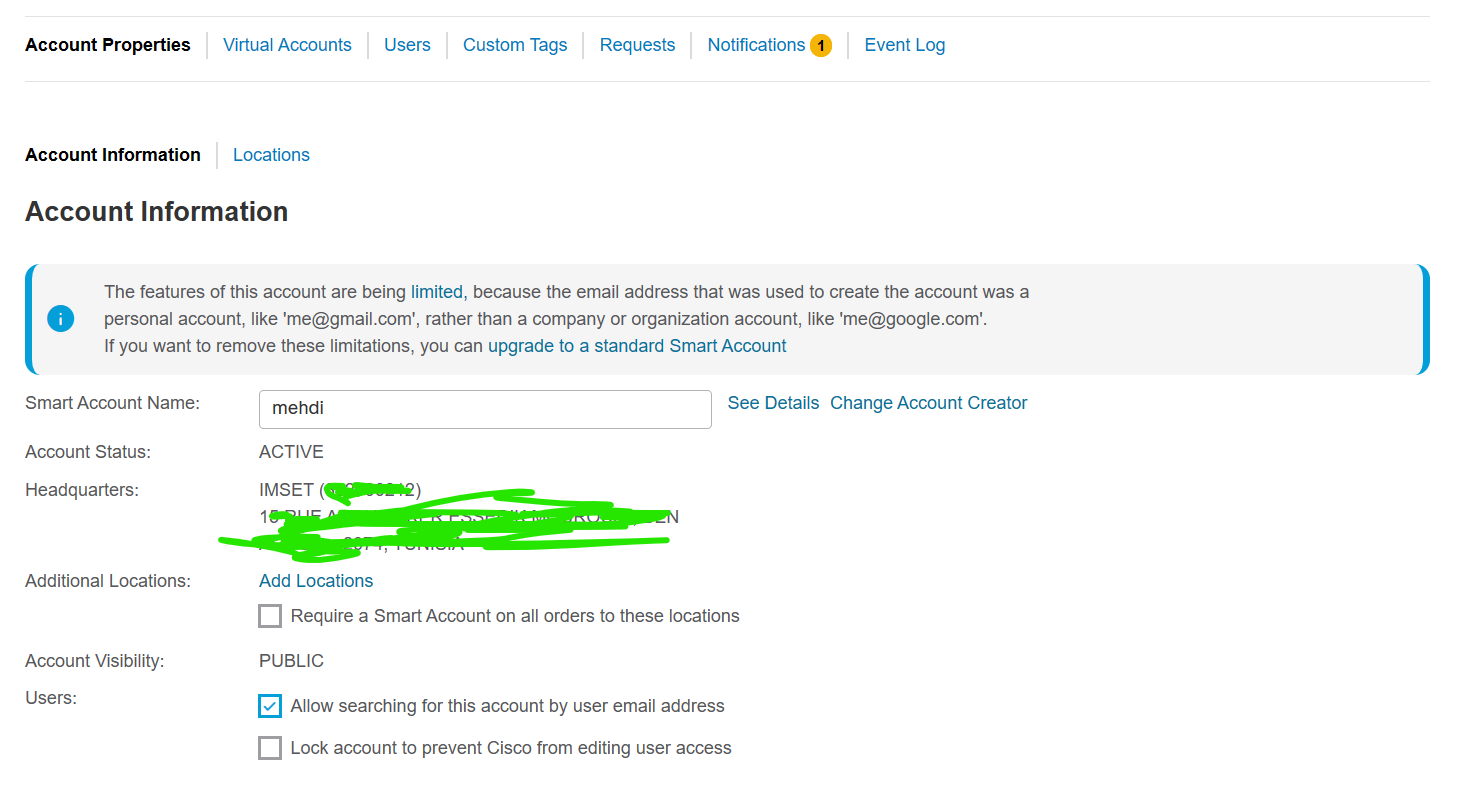 Account Properties Virtual Accounts Users Custom Tags Requests Notifications 1 Event Log
Account Information Locations
Account Information
The features of this account are being limited, because the email address that was used to create the account was a
personal account, like 'me@gmail.com', rather than a company or organization account, like 'me@google.com'.
If you want to remove these limitations, you can upgrade to a standard Smart Account
Smart Account Name: mehdi See Details Change Account Creator
Account Status: ACTIVE
Headquarters: IMSET
Additional Locations: Add Locations
Require a Smart Account on all orders to these locations
Account Visibility: PUBLIC
Users: Allow searching for this account by user email address
Lock account to prevent Cisco from editing user access